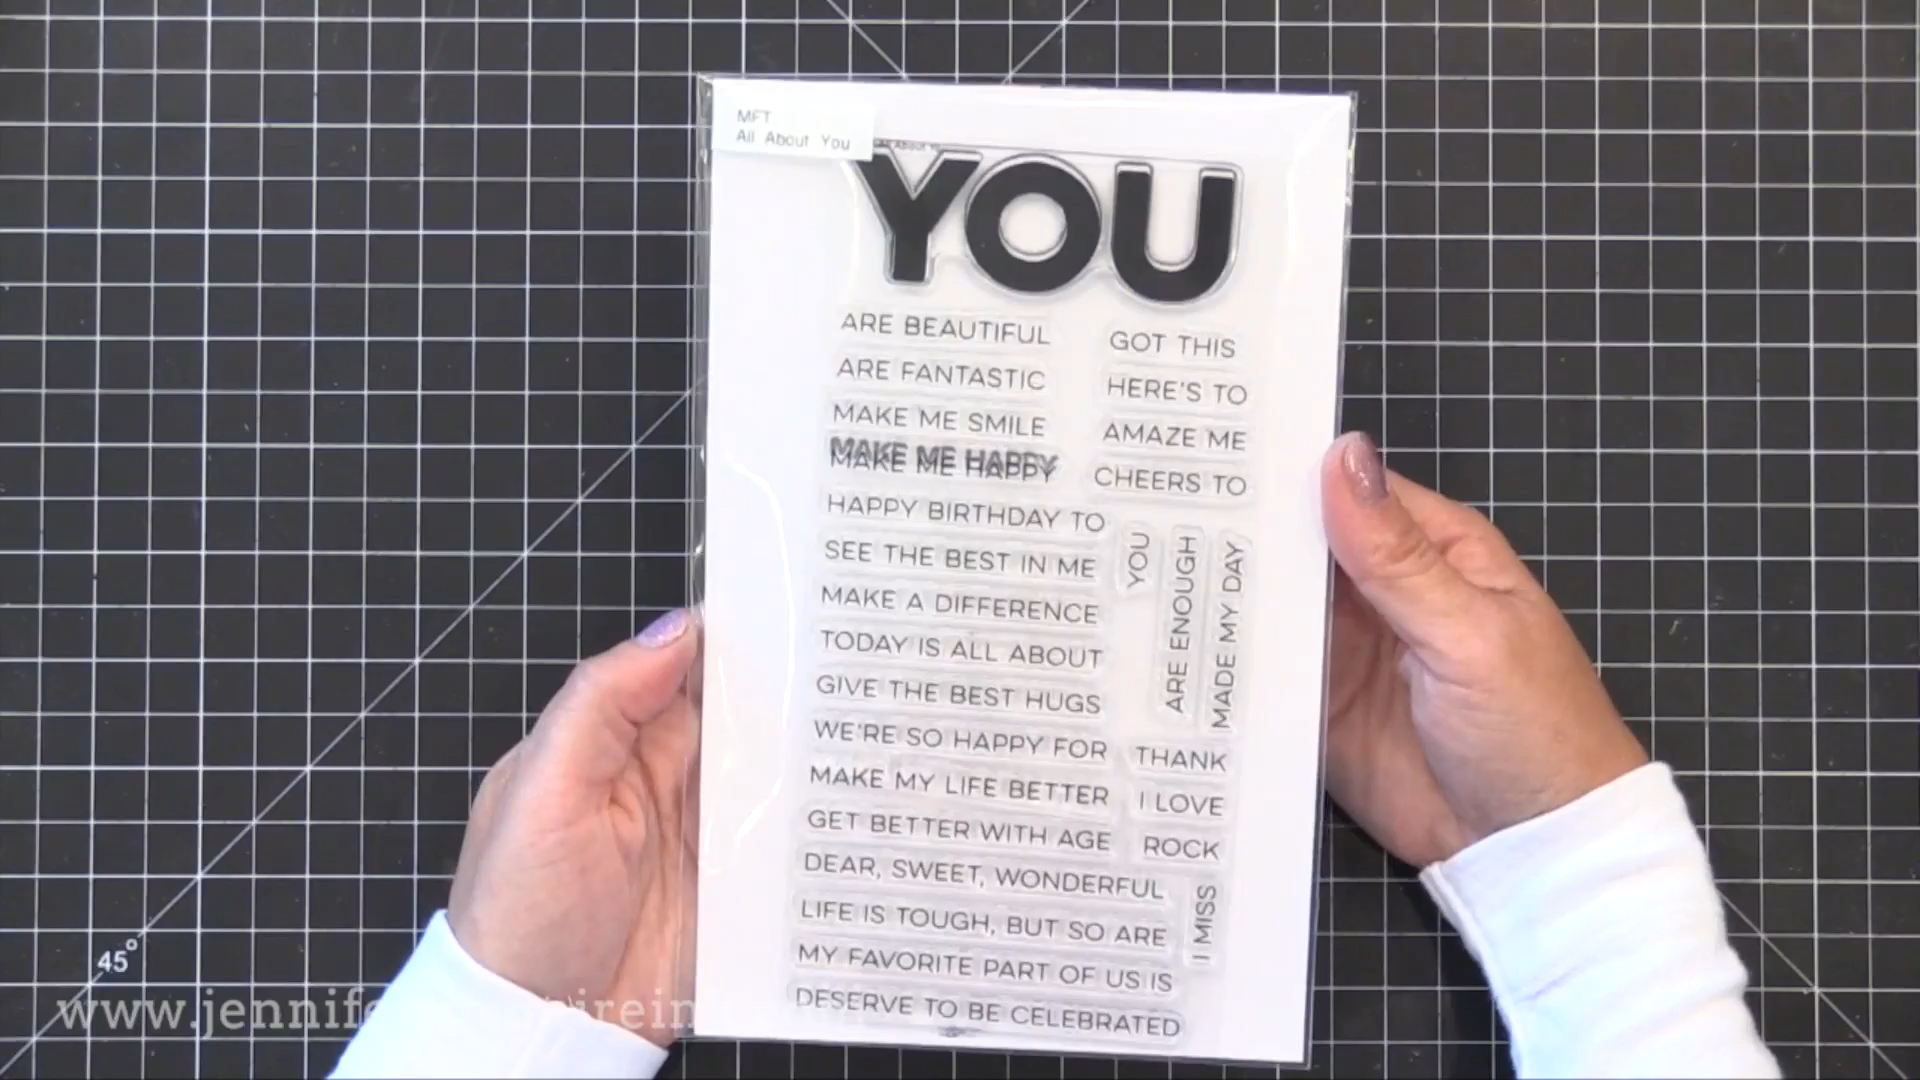 MFT
All About You
YOU
ARE BEAUTIFUL
ARE FANTASTIC
MAKE ME SMILE
MAKE ME HAPPY
HAPPY BIRTHDAY TO
SEE THE BEST IN ME
MAKE A DIFFERENCE
TODAY IS ALL ABOUT
GIVE THE BEST HUGS
WE'RE SO HAPPY FOR
MAKE MY LIFE BETTER
GET BETTER WITH AGE
DEAR, SWEET, WONDERFUL
LIFE IS TOUGH, BUT SO ARE
MY FAVORITE PART OF US IS
DESERVE TO BE CELEBRATED
GOT THIS
HERE'S TO
AMAZE ME
CHEERS TO
YOU
ARE ENOUGH
MADE MY DAY
THANK
I LOVE
ROCK
I MISS
45°